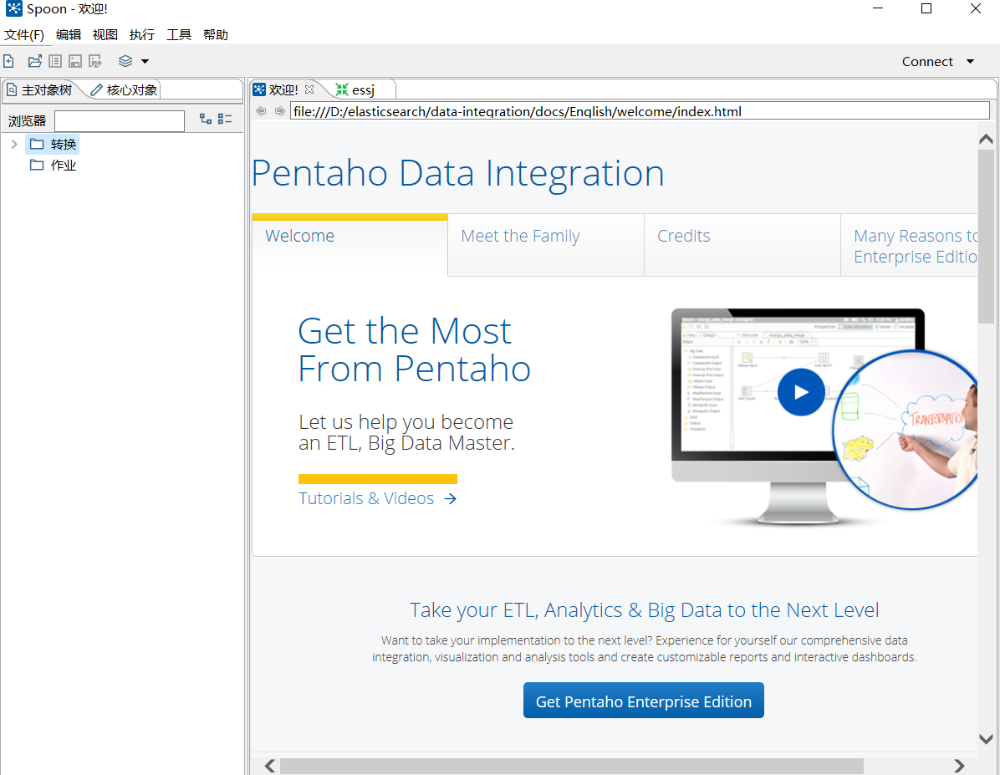 Spoon - 欢迎!
文件(F) 编辑 视图 执行 工具 帮助
Connect
主对象树 核心对象
欢迎! essj
浏览器
file:///D:/elasticsearch/data-integration/docs/English/welcome/index.html
转换
作业
Pentaho Data Integration
Welcome
Meet the Family
Credits
Many Reasons to
Enterprise Editio
Get the Most
From Pentaho
Let us help you become
an ETL, Big Data Master.
Tutorials & Videos
TRANSFORMATION
Take your ETL, Analytics & Big Data to the Next Level
Want to take your implementation to the next level? Experience for yourself our comprehensive data
integration, visualization and analysis tools and create customizable reports and interactive dashboards.
Get Pentaho Enterprise Edition